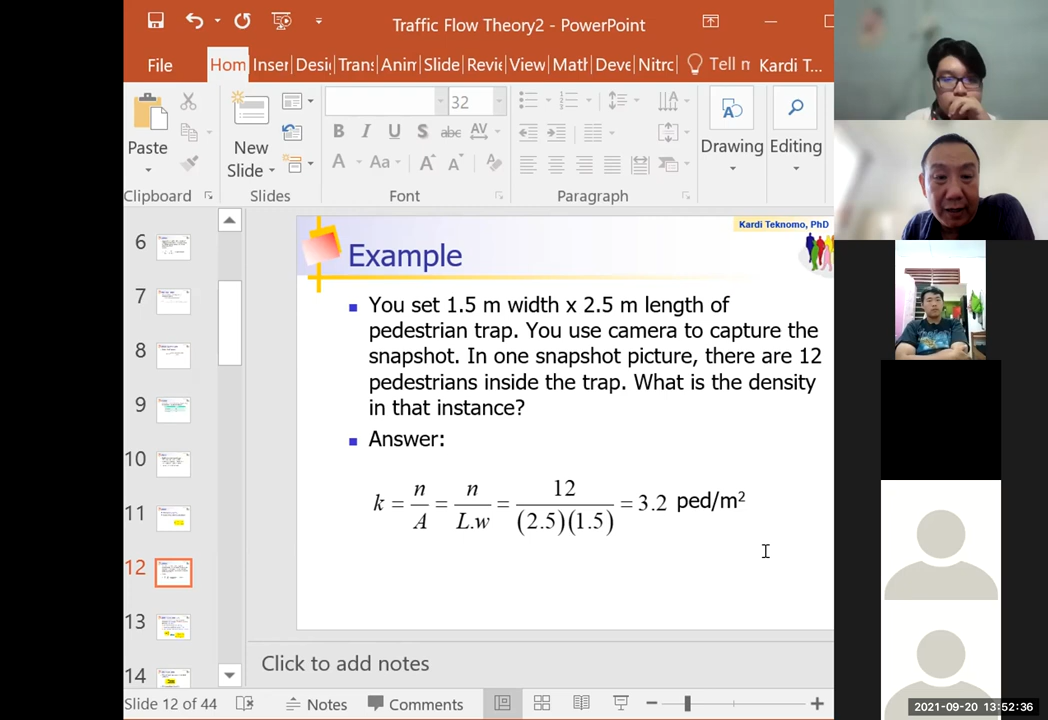 Traffic Flow Theory2 - PowerPoint
File Hom Inser Desig Trans Anim Slide Revie View Math Deve Nitro Tell m Kardi T...
32
B I U S abc AV
A Aa A A
Paste New Slide Drawing Editing
Clipboard Slides Font Paragraph
6
7
8
9
10
11
12
13
14
Kardi Teknomo, PhD
Example
You set 1.5 m width x 2.5 m length of
pedestrian trap. You use camera to capture the
snapshot. In one snapshot picture, there are 12
pedestrians inside the trap. What is the density
in that instance?
Answer:
k = n/A = n/L.w = 12/(2.5)(1.5) = 3.2 ped/m²
Click to add notes
Slide 12 of 44 Notes Comments
2021-09-20 13:52:36